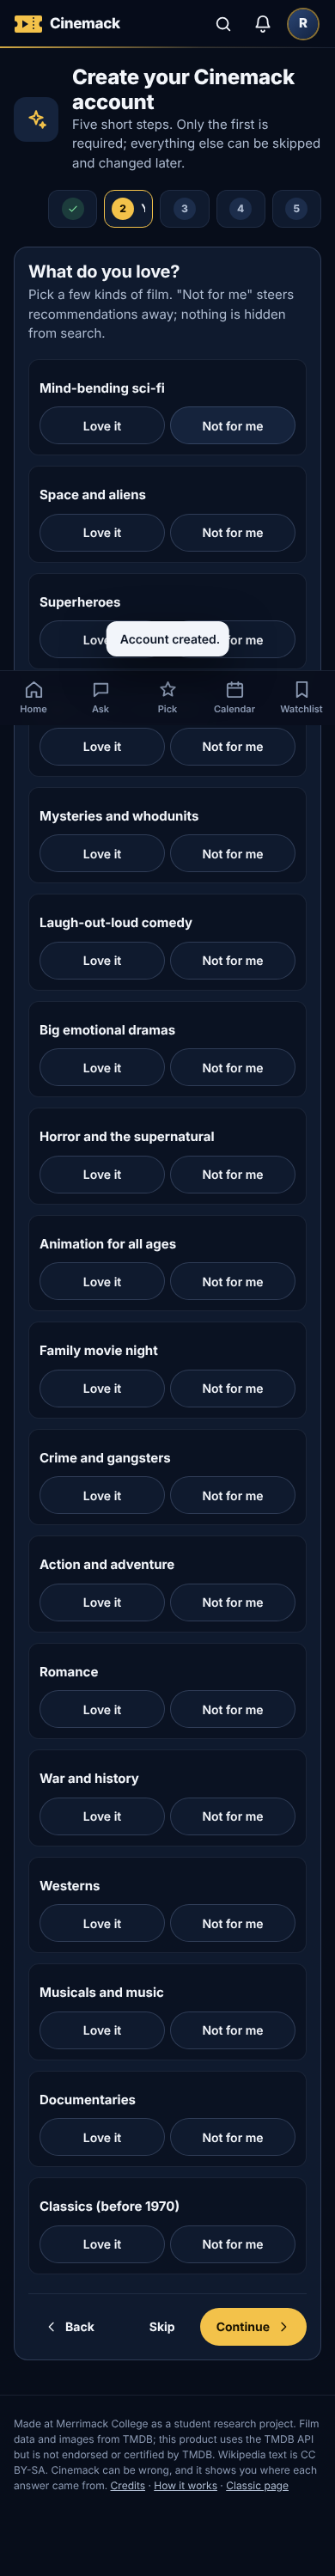 Cinemack
R
Create your Cinemack
account
Five short steps. Only the first is
required; everything else can be skipped
and changed later.
2
3
4
5
What do you love?
Pick a few kinds of film. "Not for me" steers
recommendations away; nothing is hidden
from search.
Mind-bending sci-fi
Love it Not for me
Space and aliens
Love it Not for me
Superheroes
Account created.
Home Ask Pick Calendar Watchlist
Love it Not for me
Mysteries and whodunits
Love it Not for me
Laugh-out-loud comedy
Love it Not for me
Big emotional dramas
Love it Not for me
Horror and the supernatural
Love it Not for me
Animation for all ages
Love it Not for me
Family movie night
Love it Not for me
Crime and gangsters
Love it Not for me
Action and adventure
Love it Not for me
Romance
Love it Not for me
War and history
Love it Not for me
Westerns
Love it Not for me
Musicals and music
Love it Not for me
Documentaries
Love it Not for me
Classics (before 1970)
Love it Not for me
Back Skip Continue
Made at Merrimack College as a student research project. Film
data and images from TMDB; this product uses the TMDB API
but is not endorsed or certified by TMDB. Wikipedia text is CC
BY-SA. Cinemack can be wrong, and it shows you where each
answer came from. Credits · How it works · Classic page